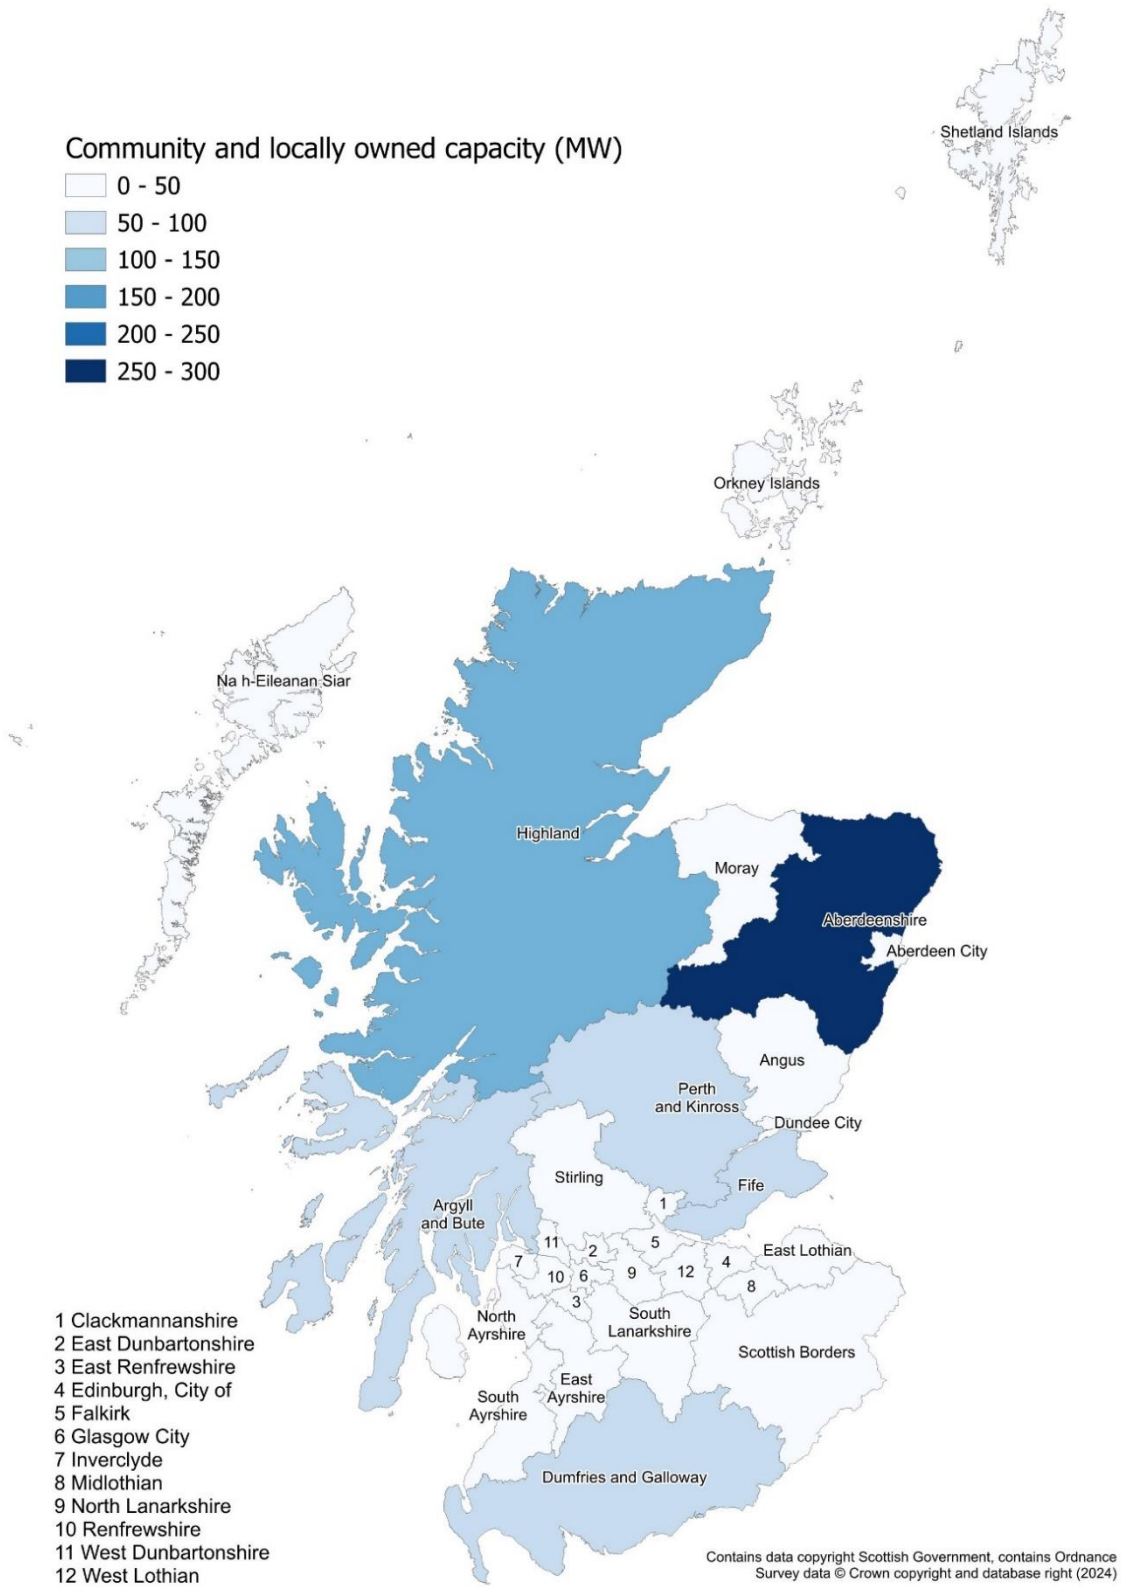 Shetland Islands
Community and locally owned capacity (MW)
0 - 50
50 - 100
100 - 150
150 - 200
200 - 250
250 - 300
Orkney Islands
Na h-Eileanan Siar
Highland
Moray
Aberdeenshire
Aberdeen City
Angus
Perth
and Kinross
Dundee City
Stirling
Fife
1
Argyll
and Bute
11
2
5
East Lothian
7
4
10
6
9
12
8
3
North
Ayrshire
South
Lanarkshire
Scottish Borders
East
Ayrshire
South
Ayrshire
Dumfries and Galloway
1 Clackmannanshire
2 East Dunbartonshire
3 East Renfrewshire
4 Edinburgh, City of
5 Falkirk
6 Glasgow City
7 Inverclyde
8 Midlothian
9 North Lanarkshire
10 Renfrewshire
11 West Dunbartonshire
12 West Lothian
Contains data copyright Scottish Government, contains Ordnance
Survey data © Crown copyright and database right (2024)